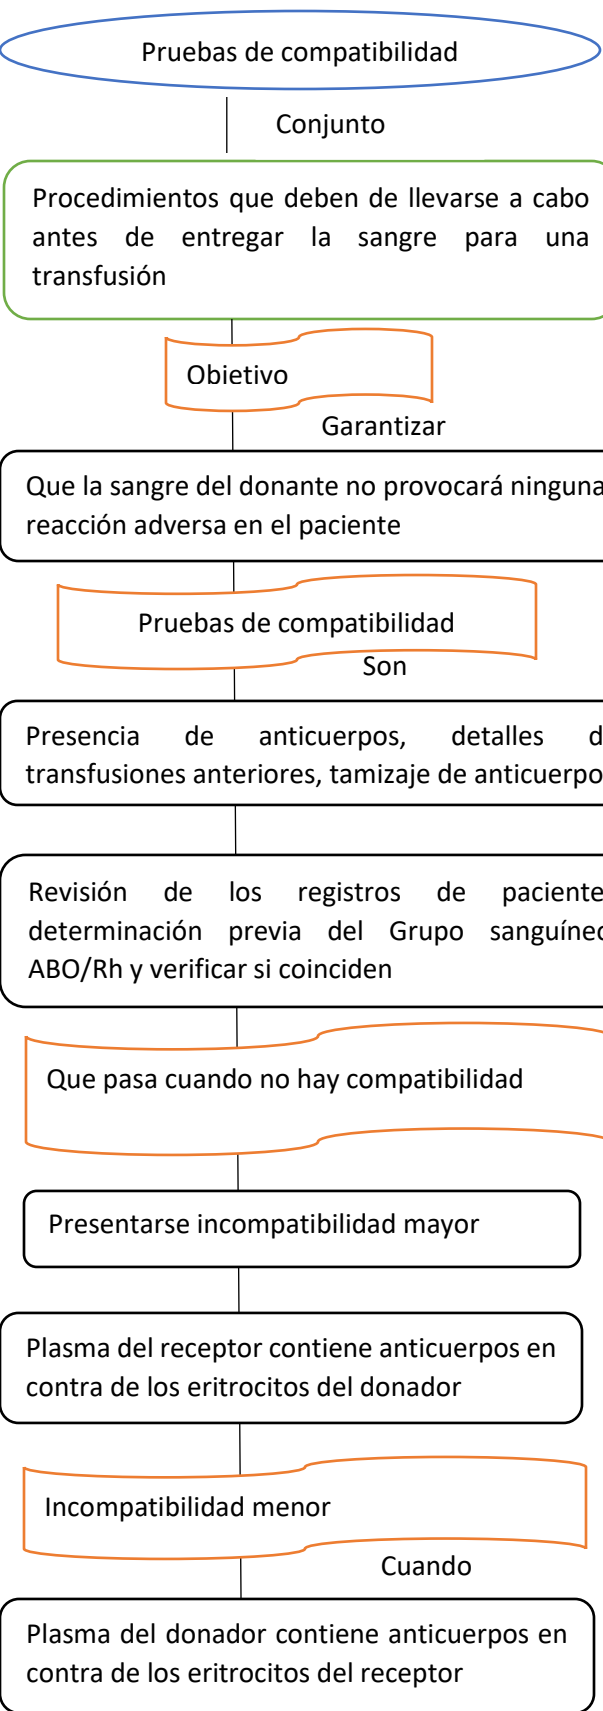 Pruebas de compatibilidad
Conjunto
Procedimientos que deben de llevarse a cabo
antes de entregar la sangre para una
transfusión
Obietivo
Garantizar
Que la sangre del donante no provocará ninguna
reacción adversa en el paciente
Pruebas de compatibilidad
Son
Presencia de anticuerpos, detalles d
transfusiones anteriores, tamizaje de anticuerpo
Revisión de los registros de paciente
determinación previa del Grupo sanguíneo
ABO/Rh y verificar si coinciden
Que pasa cuando no hay compatibilidad
Presentarse incompatibilidad mayor
Plasma del receptor contiene anticuerpos en
contra de los eritrocitos del donador
Incompatibilidad menor
Cuando
Plasma del donador contiene anticuerpos en
contra de los eritrocitos del receptor